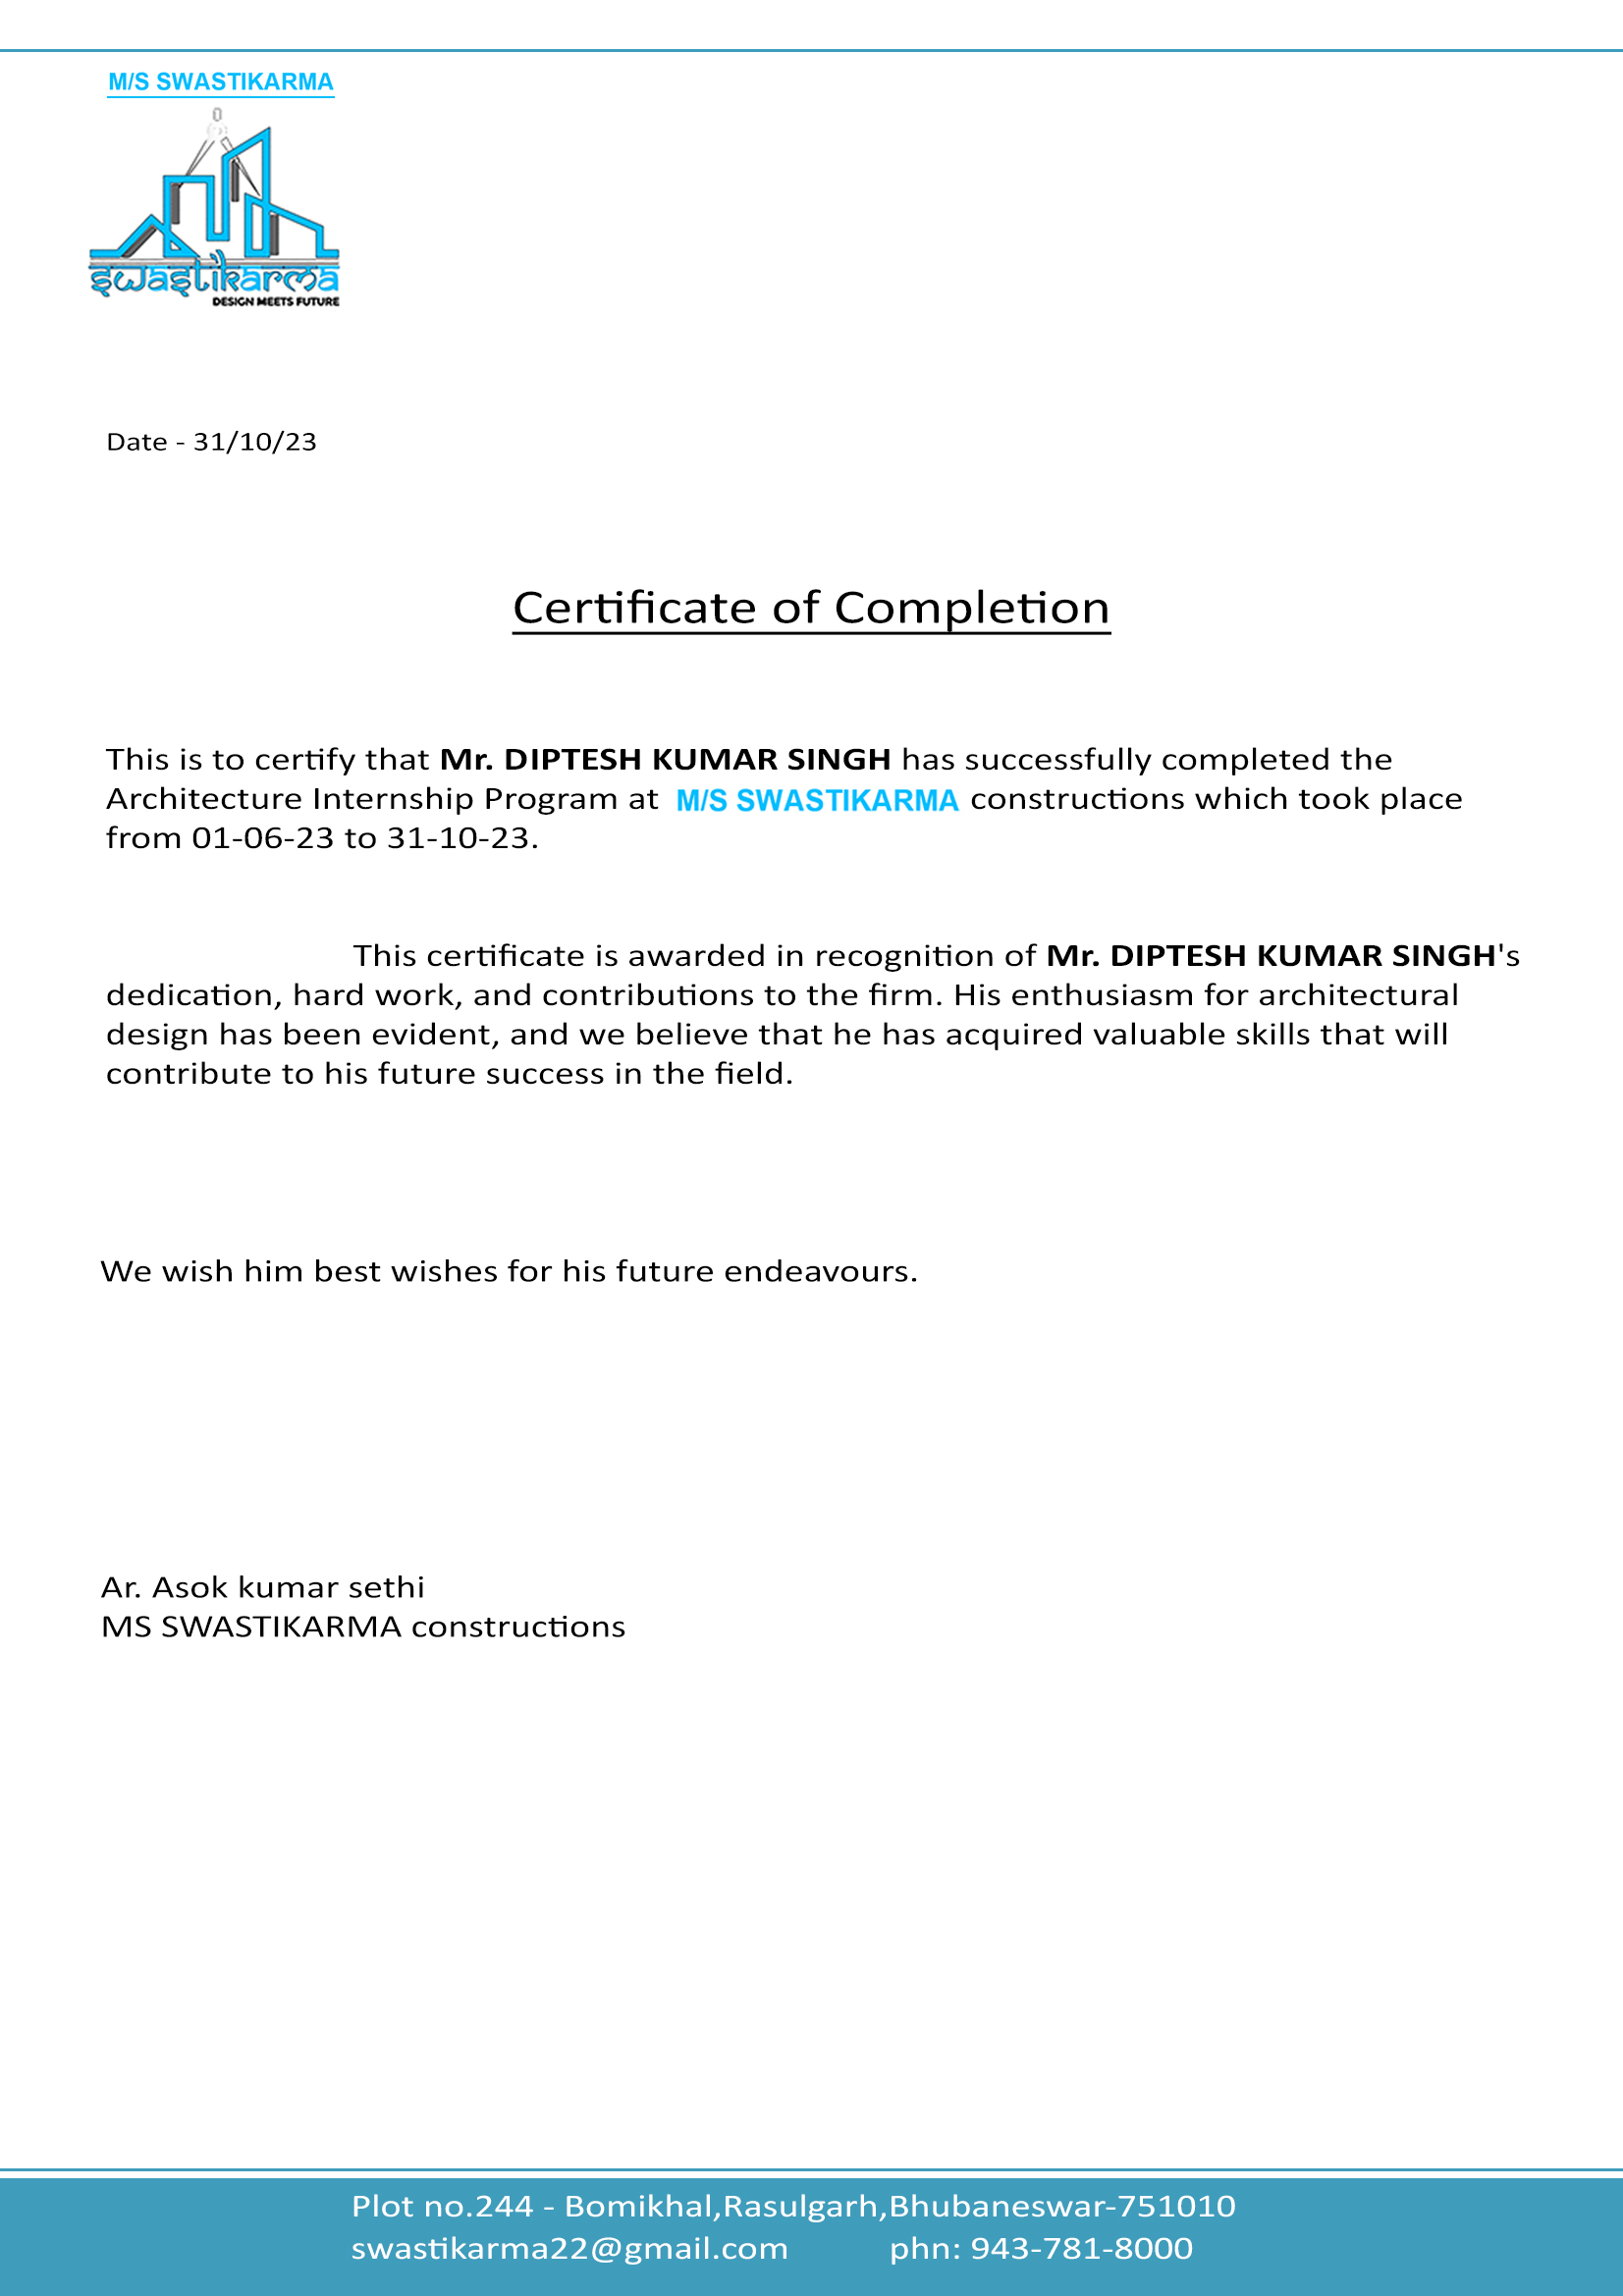 M/S SWASTIKARMA
swastikarma
DESIGN MEETS FUTURE
Date - 31/10/23
Certificate of Completion
This is to certify that Mr. DIPTESH KUMAR SINGH has successfully completed the
Architecture Internship Program at M/S SWASTIKARMA constructions which took place
from 01-06-23 to 31-10-23.
This certificate is awarded in recognition of Mr. DIPTESH KUMAR SINGH's
dedication, hard work, and contributions to the firm. His enthusiasm for architectural
design has been evident, and we believe that he has acquired valuable skills that will
contribute to his future success in the field.
We wish him best wishes for his future endeavours.
Ar. Asok kumar sethi
MS SWASTIKARMA constructions
Plot no.244 - Bomikhal,Rasulgarh,Bhubaneswar-751010
swastikarma22@gmail.com phn: 943-781-8000